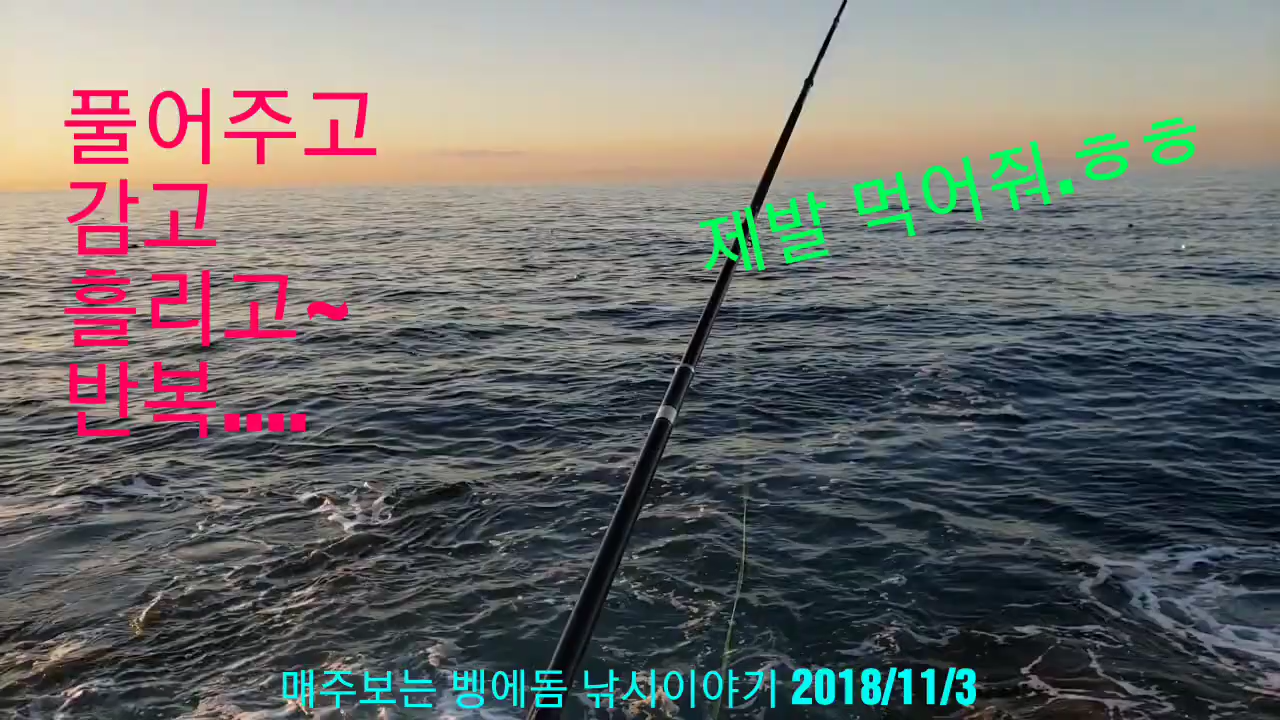 풀어주고
감고
흘리고~
반복....
제발 먹어줘.ㅎㅎ
매주보는 벵에돔 낚시이야기 2018/11/3